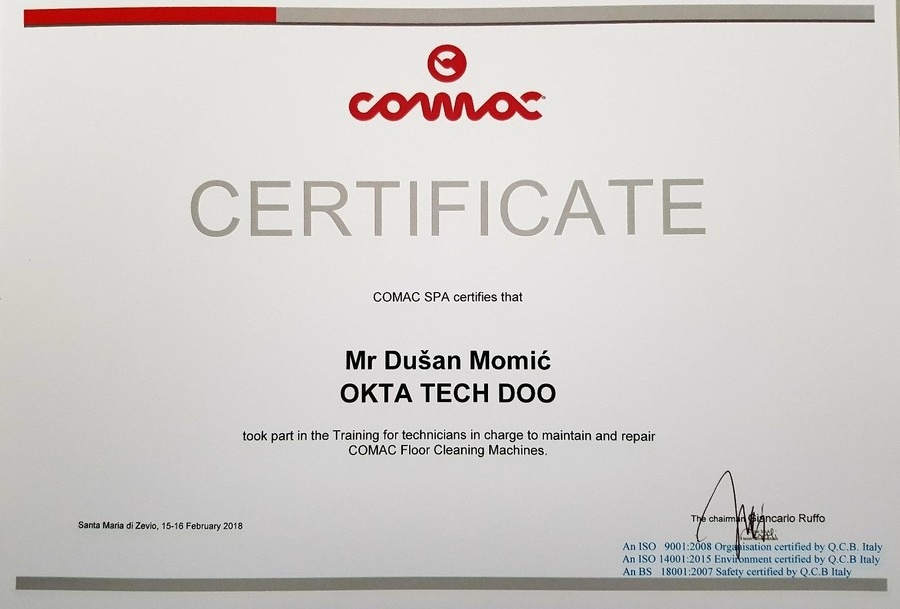 comac
CERTIFICATE
COMAC SPA certifies that
Mr Dušan Momić
OKTA TECH DOO
took part in the Training for technicians in charge to maintain and repair
COMAC Floor Cleaning Machines.
Santa Maria di Zevio, 15-16 February 2018
The chairman Giancarlo Ruffo
An ISO 9001:2008 Organisation certified by Q.C.B. Italy
An ISO 14001:2015 Environment certified by Q.C.B. Italy
An BS 18001:2007 Safety certified by Q.C.B Italy